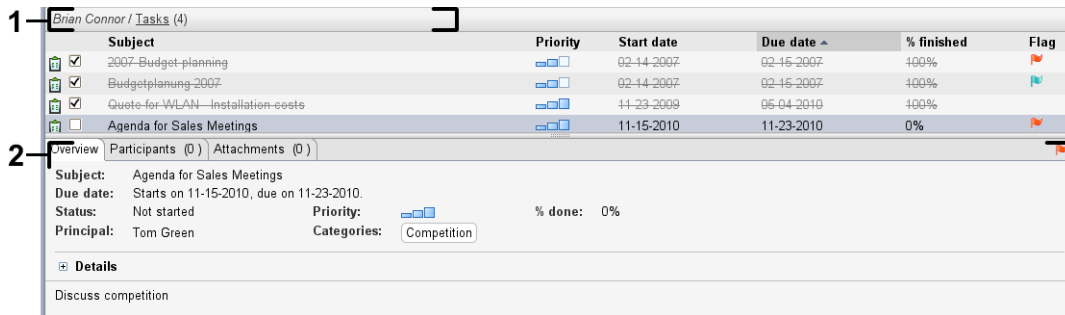 1 Brian Connor / Tasks (4)
Subject Priority Start date Due date % finished Flag
2007 Budget planning 02-14-2007 02-15-2007 100%
Budgetplanung 2007 02-14-2007 02-15-2007 100%
Quote for WLAN - Installation costs 11-23-2009 05-04-2010 100%
Agenda for Sales Meetings 11-15-2010 11-23-2010 0%
2 Overview Participants (0) Attachments (0)
Subject: Agenda for Sales Meetings
Due date: Starts on 11-15-2010, due on 11-23-2010.
Status: Not started Priority: % done: 0%
Principal: Tom Green Categories: Competition
Details
Discuss competition